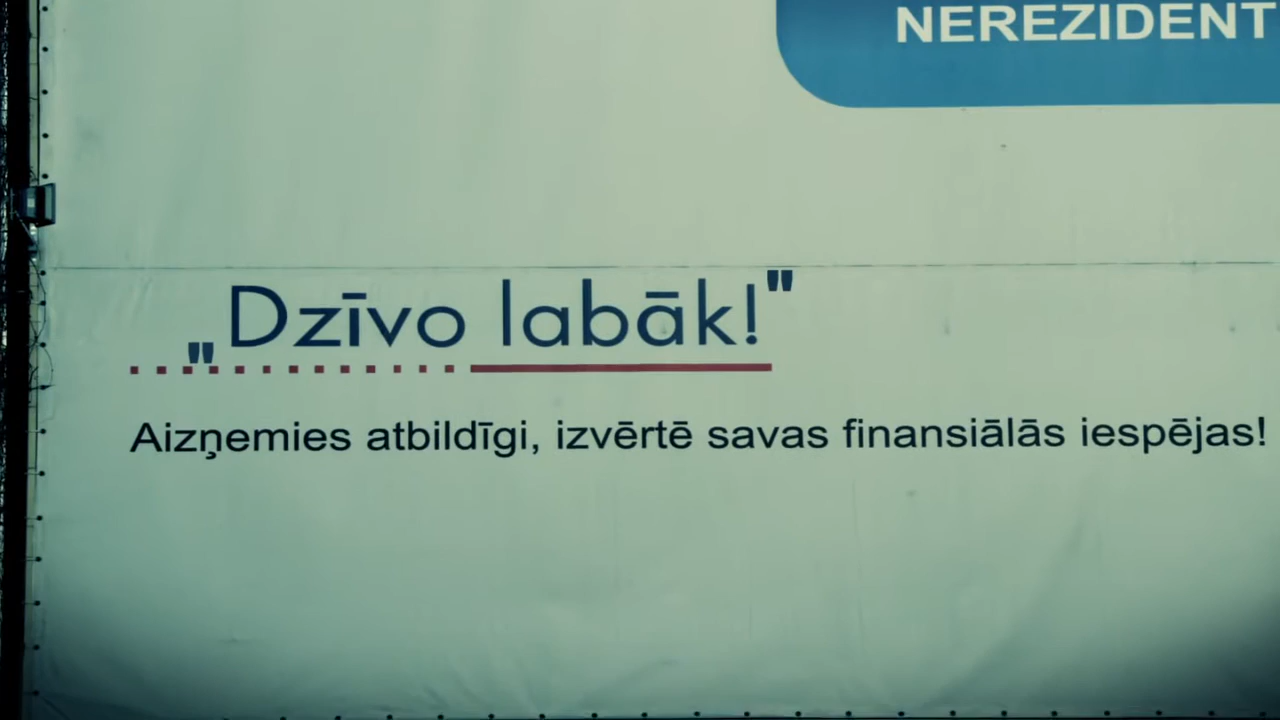 NEREZIDENT
„Dzīvo labāk!"
Aizņemies atbildīgi, izvērtē savas finansiālās iespējas!